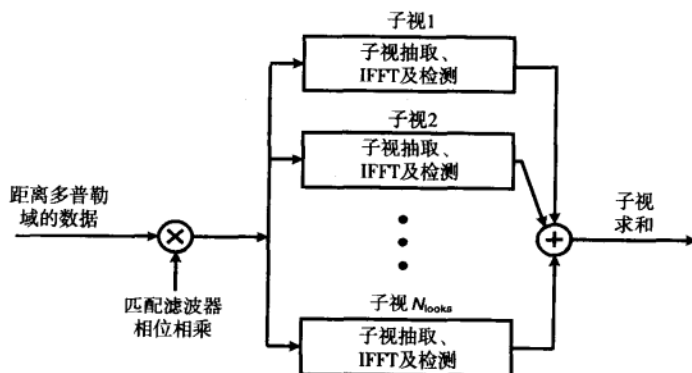 子视1
子视抽取、
IFFT及检测
子视2
子视抽取、
IFFT及检测
距离多普勒
域的数据
子视
求和
匹配滤波器
相位相乘
子视 Nlooks
子视抽取、
IFFT及检测